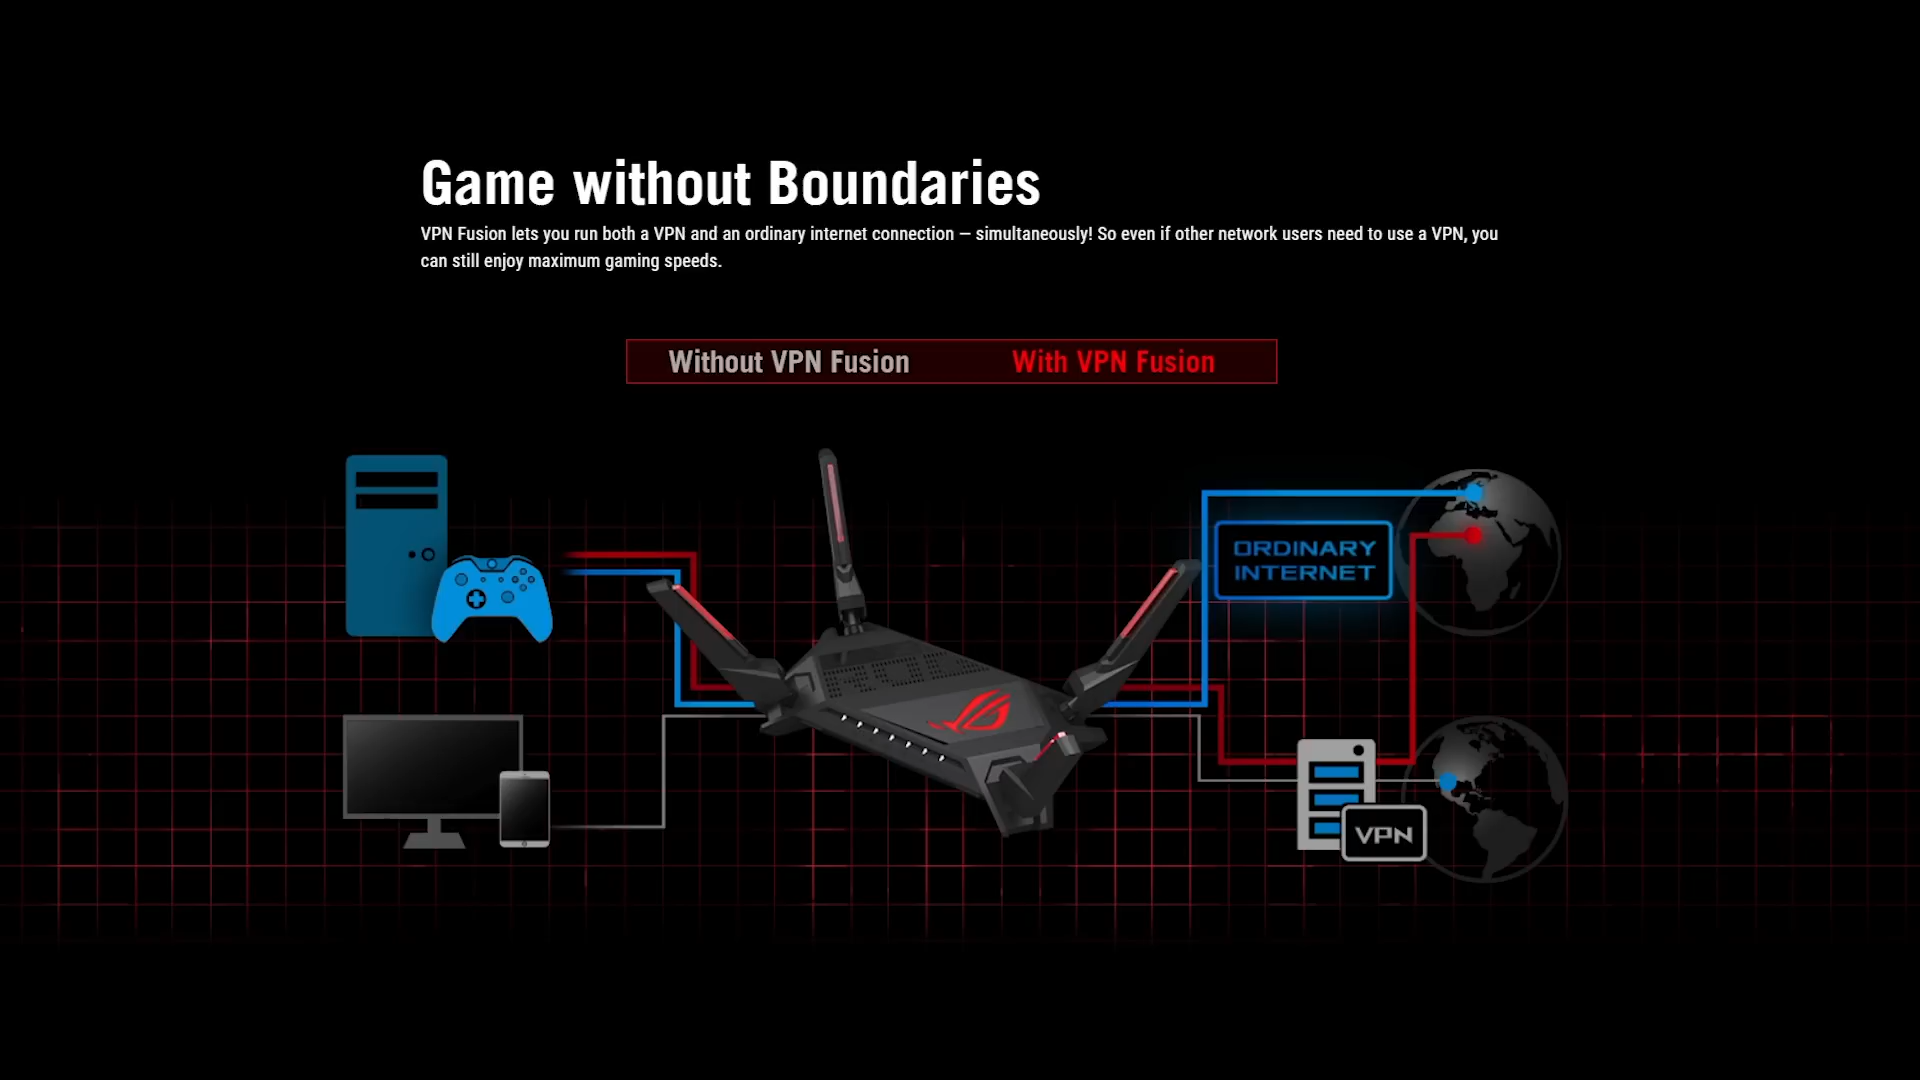 Game without Boundaries
VPN Fusion lets you run both a VPN and an ordinary internet connection — simultaneously! So even if other network users need to use a VPN, you
can still enjoy maximum gaming speeds.
Without VPN Fusion
With VPN Fusion
ORDINARY
INTERNET
VPN